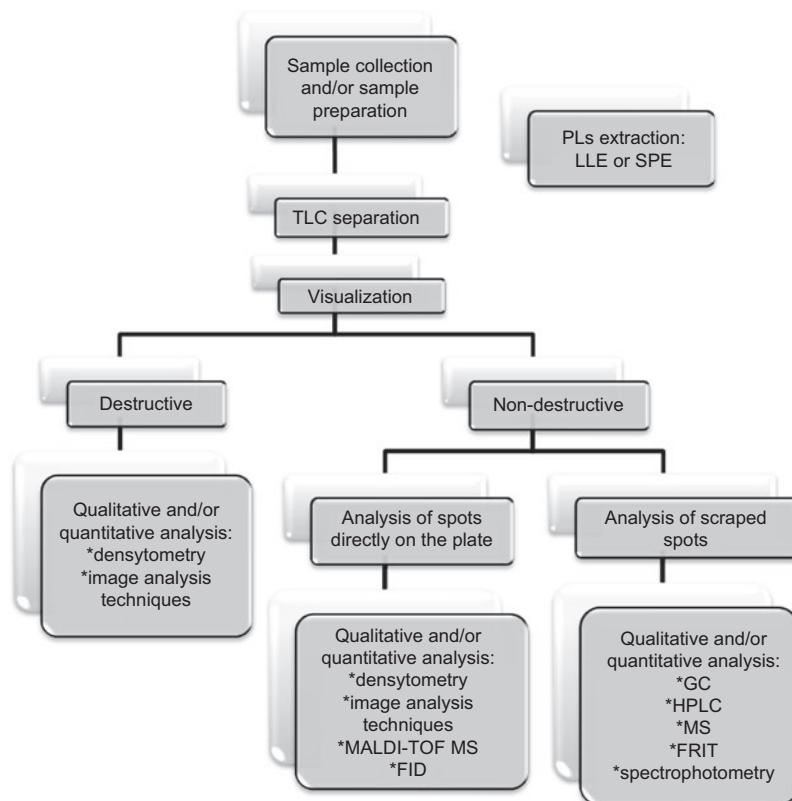 Sample collection
and/or sample
preparation
PLs extraction:
LLE or SPE
TLC separation
Visualization
Destructive
Non-destructive
Qualitative and/or
quantitative analysis:
*densytometry
*image analysis
techniques
Analysis of spots
directly on the plate
Analysis of scraped
spots
Qualitative and/or
quantitative analysis:
*densytometry
*image analysis
techniques
*MALDI-TOF MS
*FID
Qualitative and/or
quantitative analysis:
*GC
*HPLC
*MS
*FRIT
*spectrophotometry